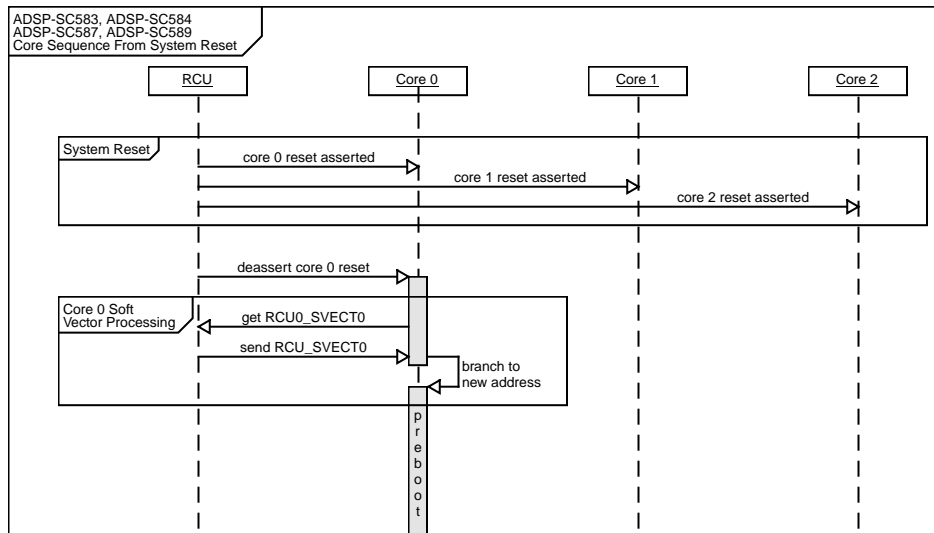 ADSP-SC583, ADSP-SC584
ADSP-SC587, ADSP-SC589
Core Sequence From System Reset
RCU
Core 0
Core 1
Core 2
System Reset
core 0 reset asserted
core 1 reset asserted
core 2 reset asserted
deassert core 0 reset
Core 0 Soft
Vector Processing
get RCU0_SVECT0
send RCU_SVECT0
branch to
new address
preboot